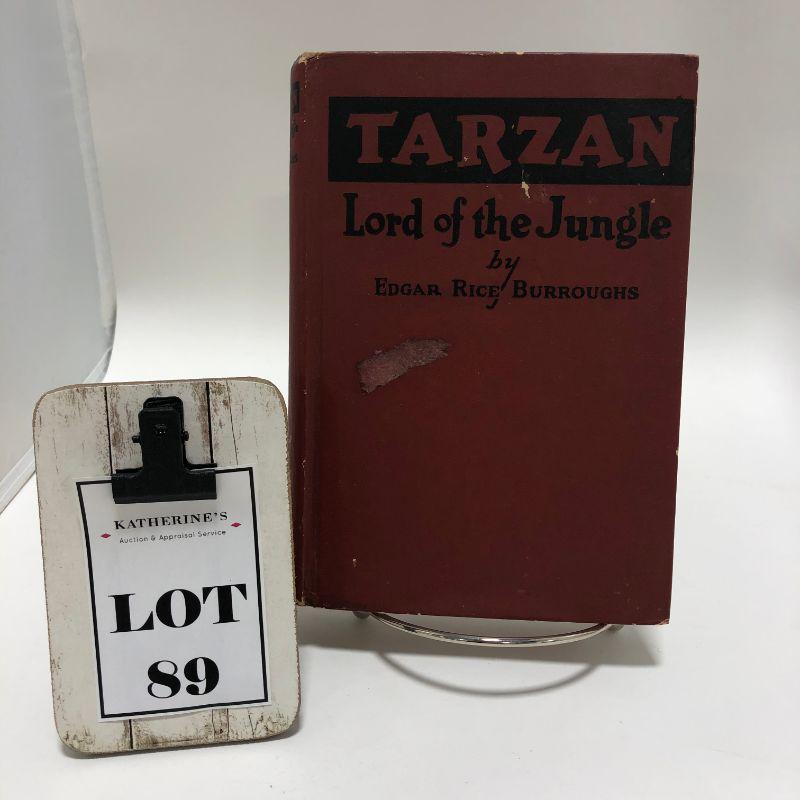 TARZAN
Lord of the Jungle
by
EDGAR RICE BURROUGHS
KATHERINE'S
Auction & Appraisal Service
LOT
89